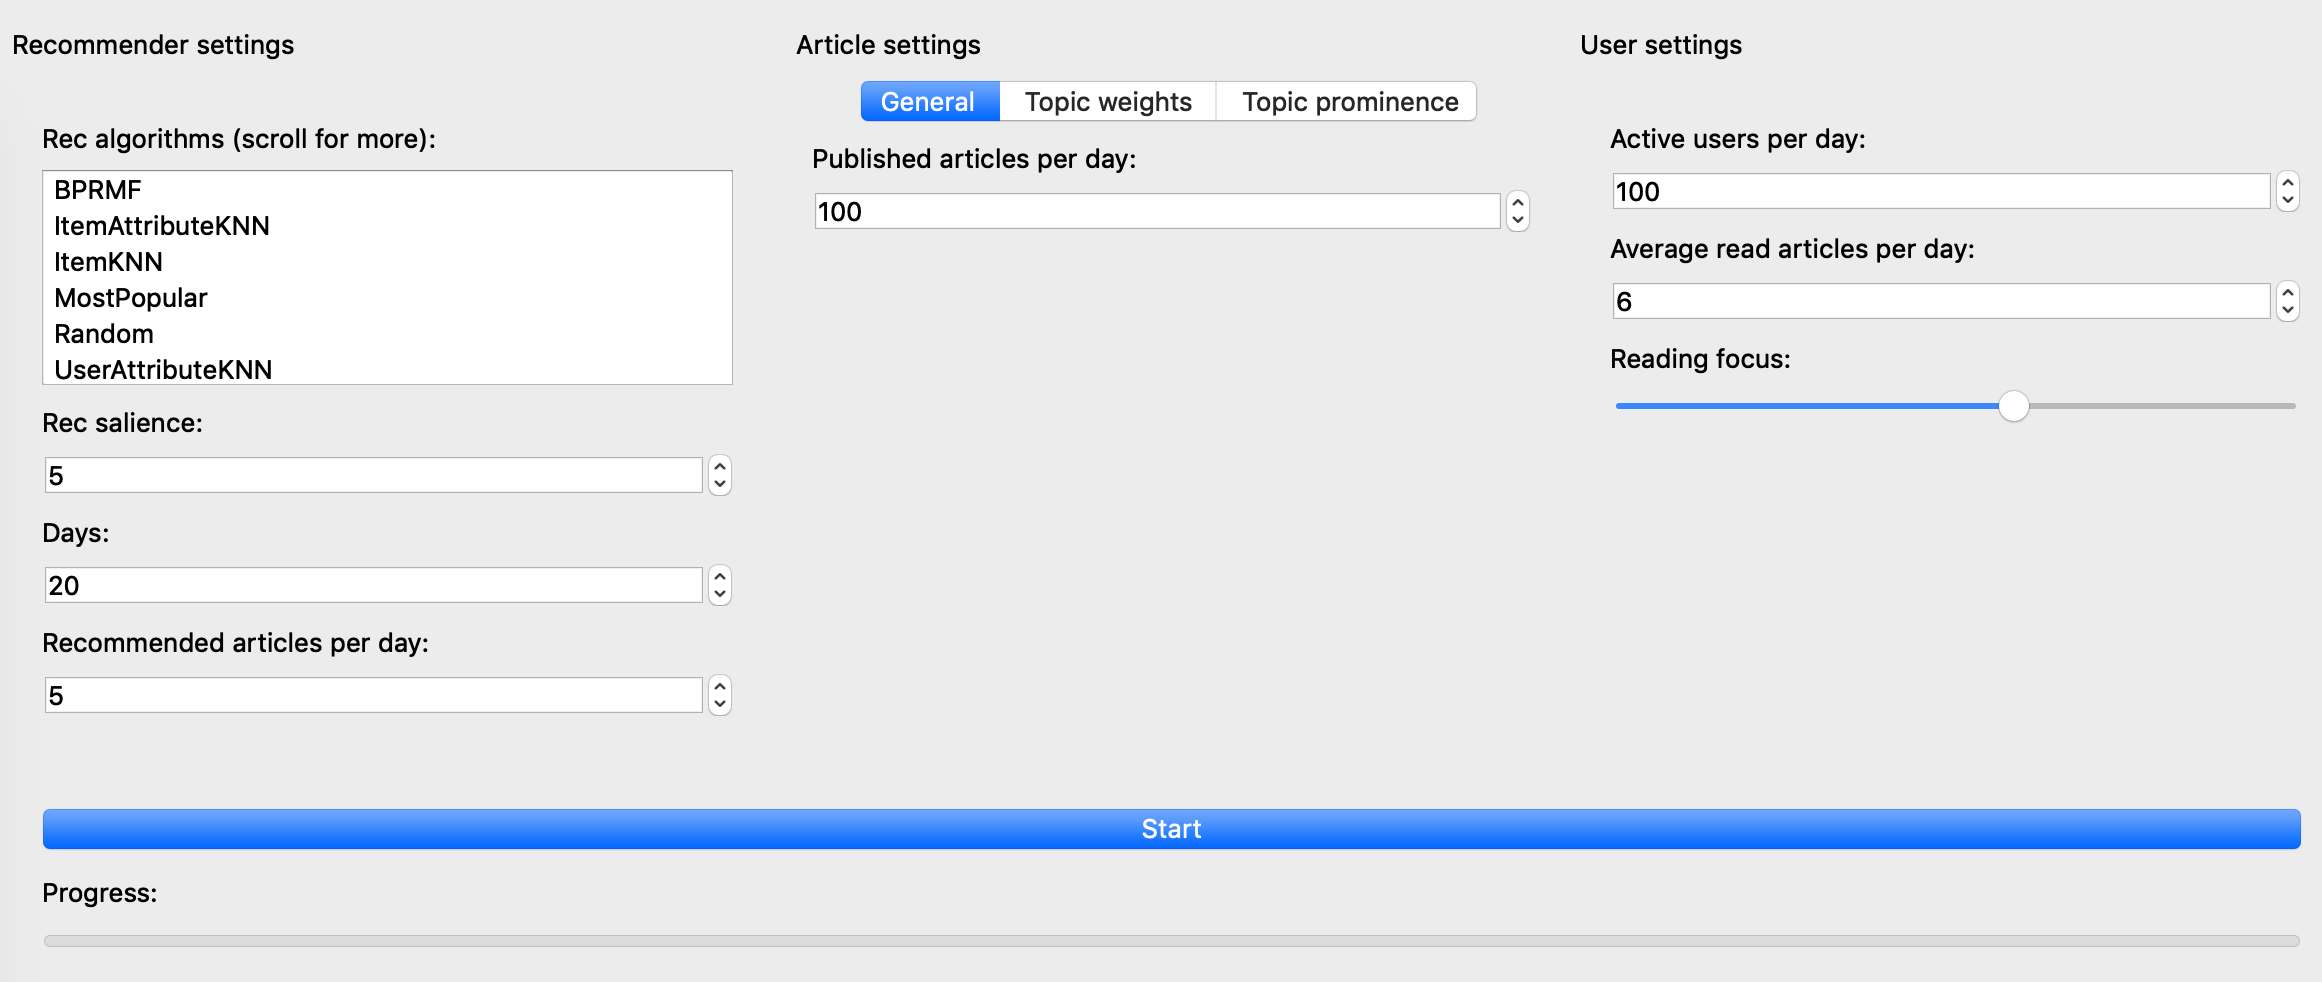 Recommender settings
Rec algorithms (scroll for more):
BPRMF
ItemAttributeKNN
ItemKNN
MostPopular
Random
UserAttributeKNN
Rec salience:
5
Days:
20
Recommended articles per day:
5
Article settings
General Topic weights Topic prominence
Published articles per day:
100
User settings
Active users per day:
100
Average read articles per day:
6
Reading focus:
Start
Progress: